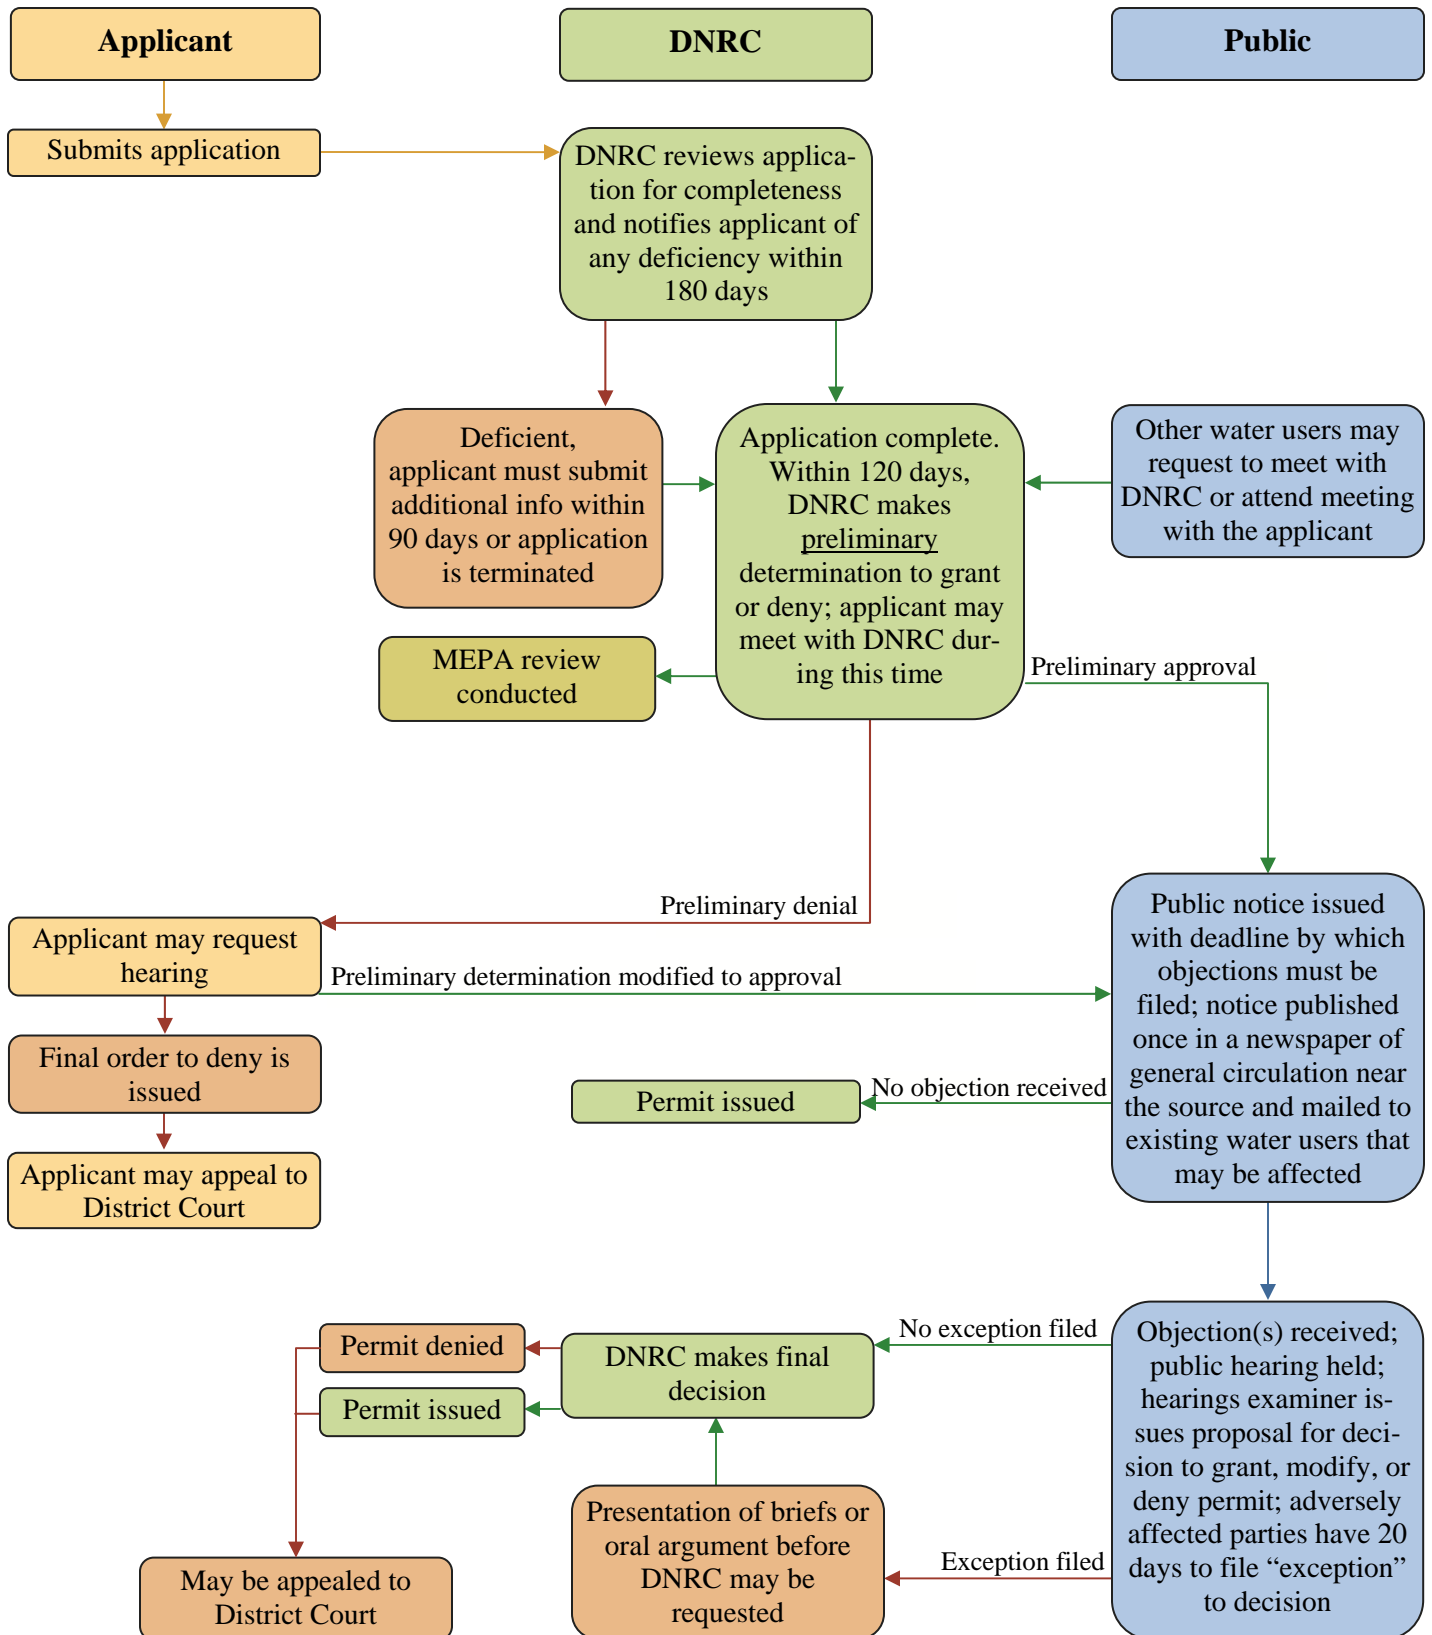 Applicant
DNRC
Public
Submits application
DNRC reviews applica-
tion for completeness
and notifies applicant of
any deficiency within
180 days
Deficient,
applicant must submit
additional info within
90 days or application
is terminated
Application complete.
Within 120 days,
DNRC makes
preliminary
determination to grant
or deny; applicant may
meet with DNRC dur-
ing this time
Other water users may
request to meet with
DNRC or attend meeting
with the applicant
MEPA review
conducted
Preliminary approval
Preliminary denial
Applicant may request
hearing
Preliminary determination modified to approval
Public notice issued
with deadline by which
objections must be
filed; notice published
once in a newspaper of
general circulation near
the source and mailed to
existing water users that
may be affected
Final order to deny is
issued
No objection received
Permit issued
Applicant may appeal to
District Court
No exception filed
Objection(s) received;
public hearing held;
hearings examiner is-
sues proposal for deci-
sion to grant, modify, or
deny permit; adversely
affected parties have 20
days to file “exception”
to decision
DNRC makes final
decision
Permit denied
Permit issued
Exception filed
Presentation of briefs or
oral argument before
DNRC may be
requested
May be appealed to
District Court